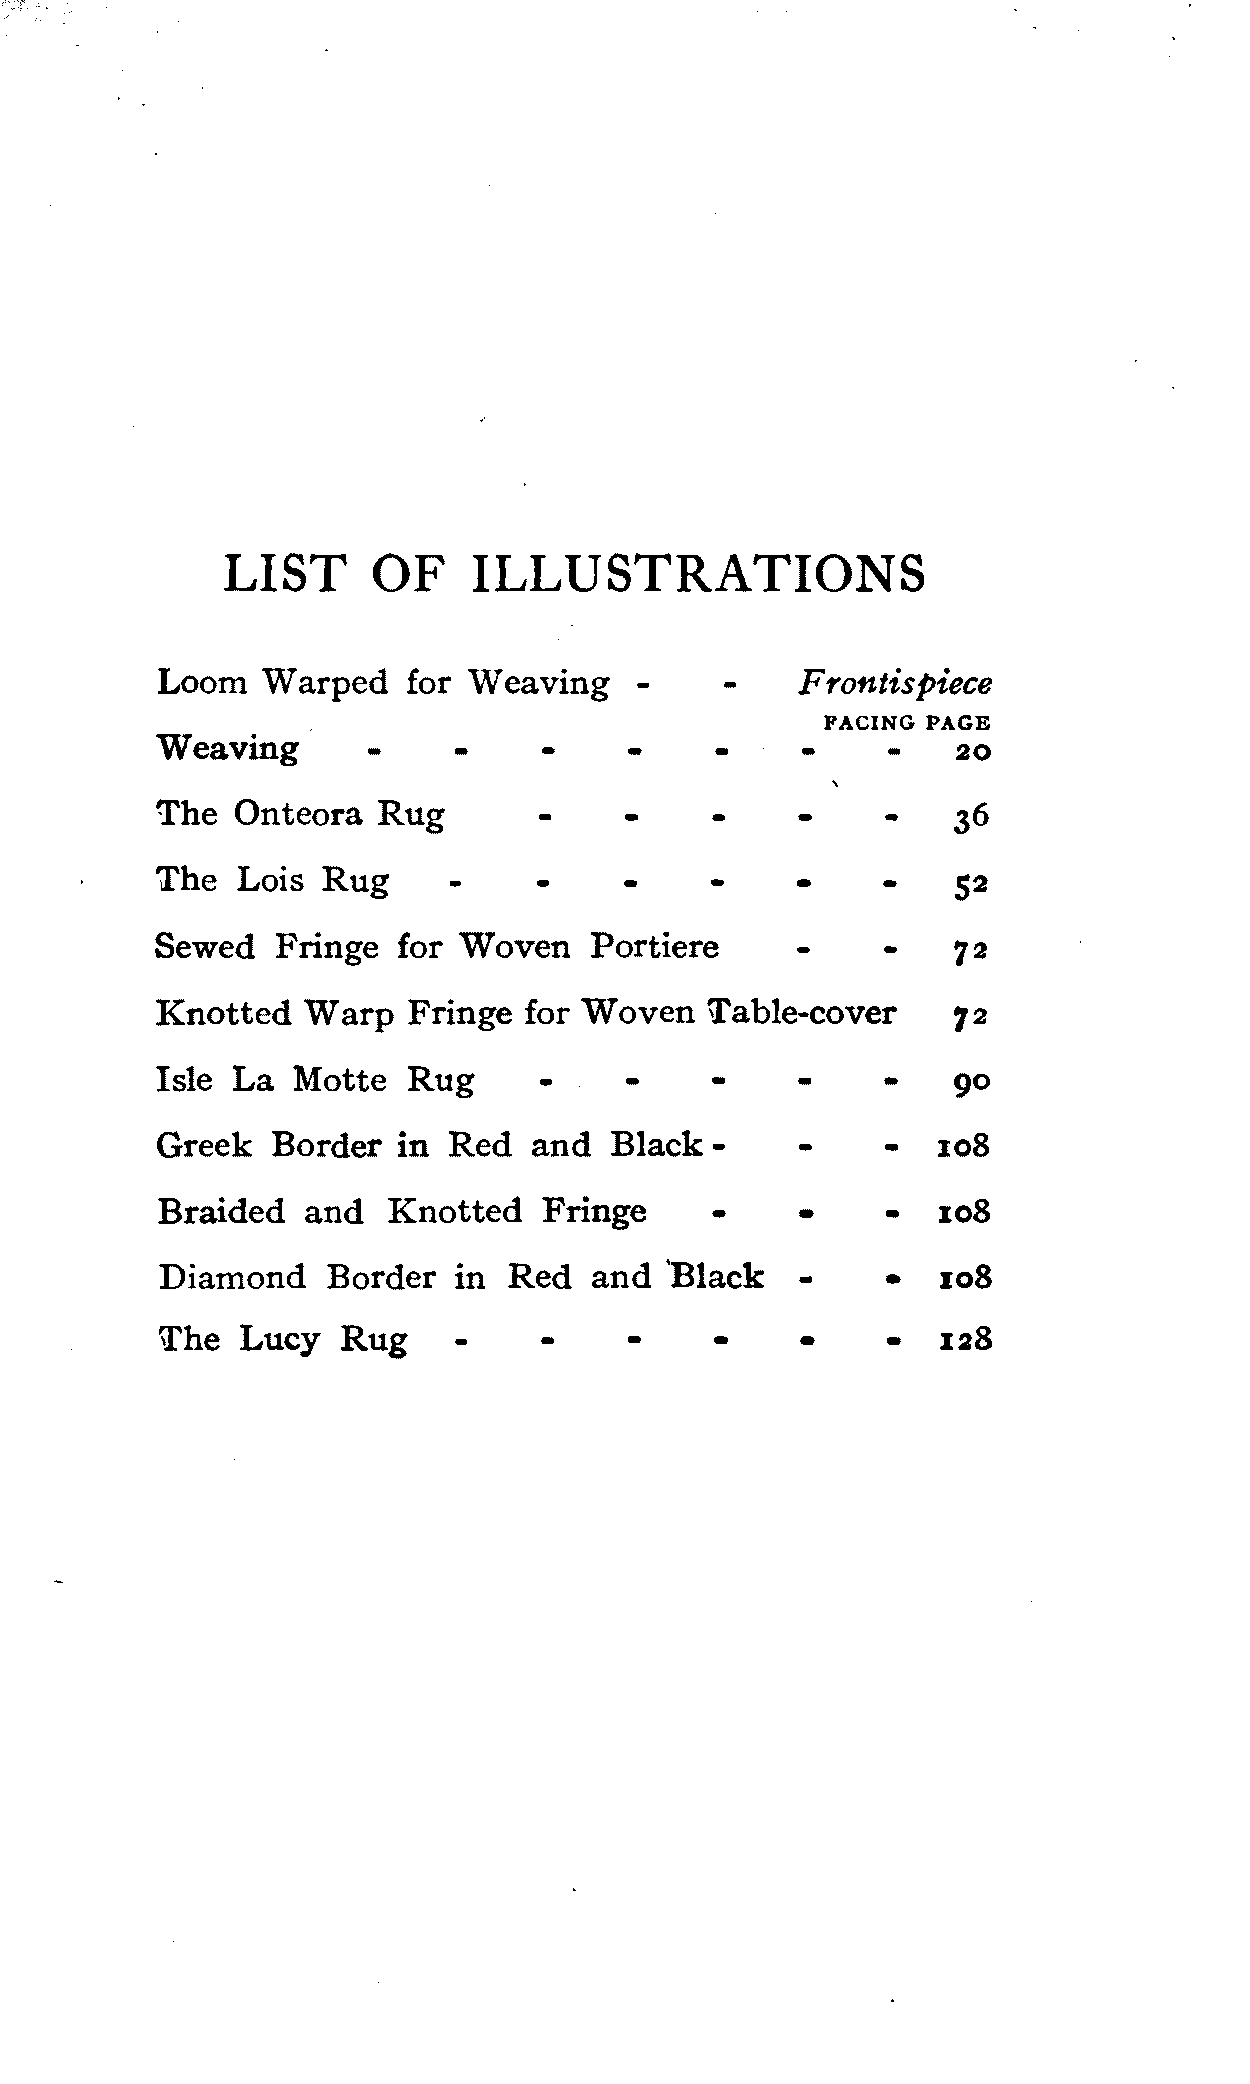 LIST OF ILLUSTRATIONS
Loom Warped for Weaving - - Frontispiece
FACING PAGE
Weaving - - - - - - - 20
The Onteora Rug - - - - - 36
The Lois Rug - - - - - - 52
Sewed Fringe for Woven Portiere - - 72
Knotted Warp Fringe for Woven Table-cover 72
Isle La Motte Rug - - - - - 90
Greek Border in Red and Black - - - 108
Braided and Knotted Fringe - - - 108
Diamond Border in Red and Black - - 108
The Lucy Rug - - - - - - 128